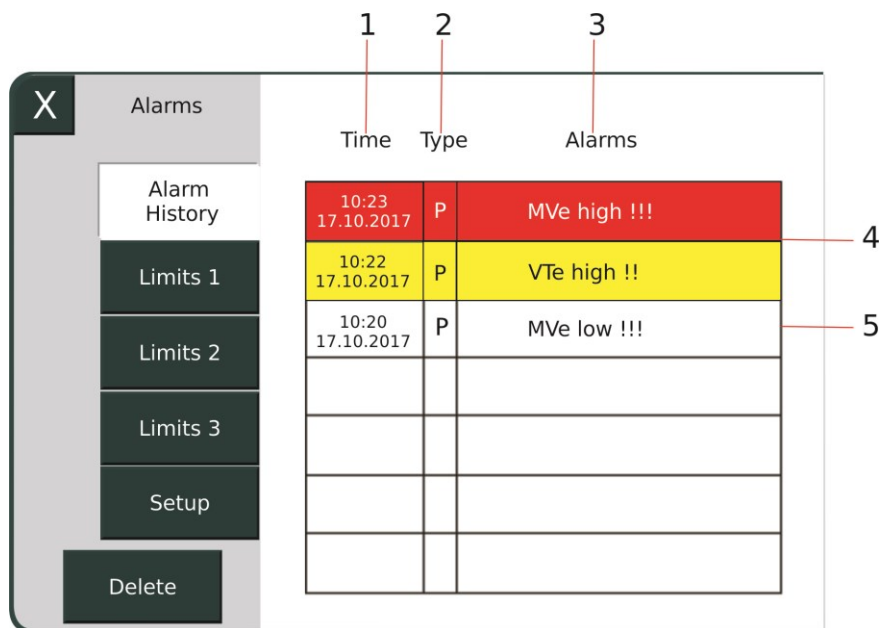 1 2 3
X Alarms
Time Type Alarms
Alarm
History
10:23
17.10.2017 P MVe high !!!
4
Limits 1
10:22
17.10.2017 P VTe high !!
10:20
17.10.2017 P MVe low !!!
5
Limits 2
Limits 3
Setup
Delete